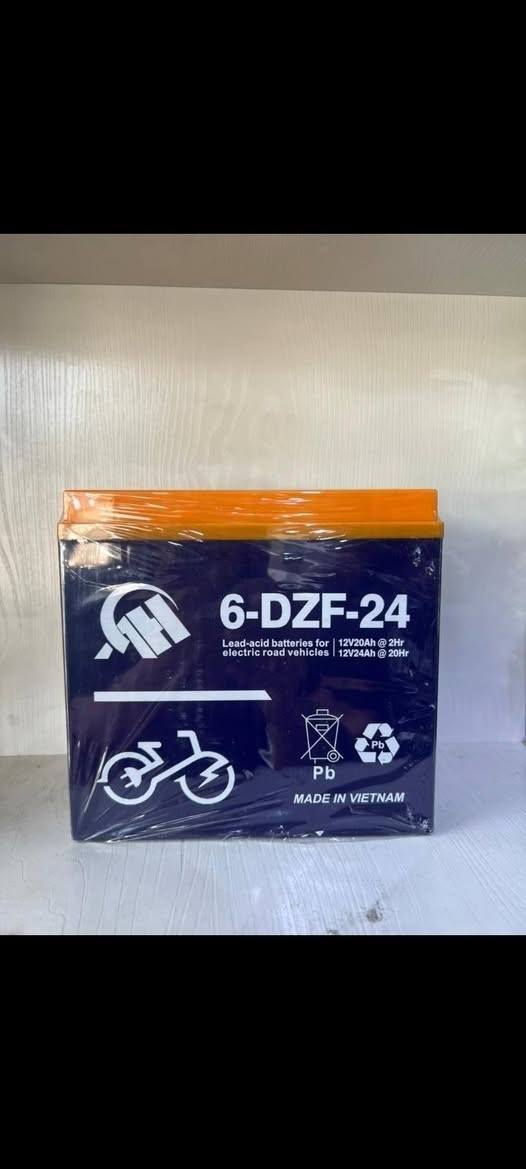 AH
6-DZF-24
Lead-acid batteries for | 12V20Ah @ 2Hr
electric road vehicles | 12V24Ah @ 20Hr
Pb
Pb
MADE IN VIETNAM